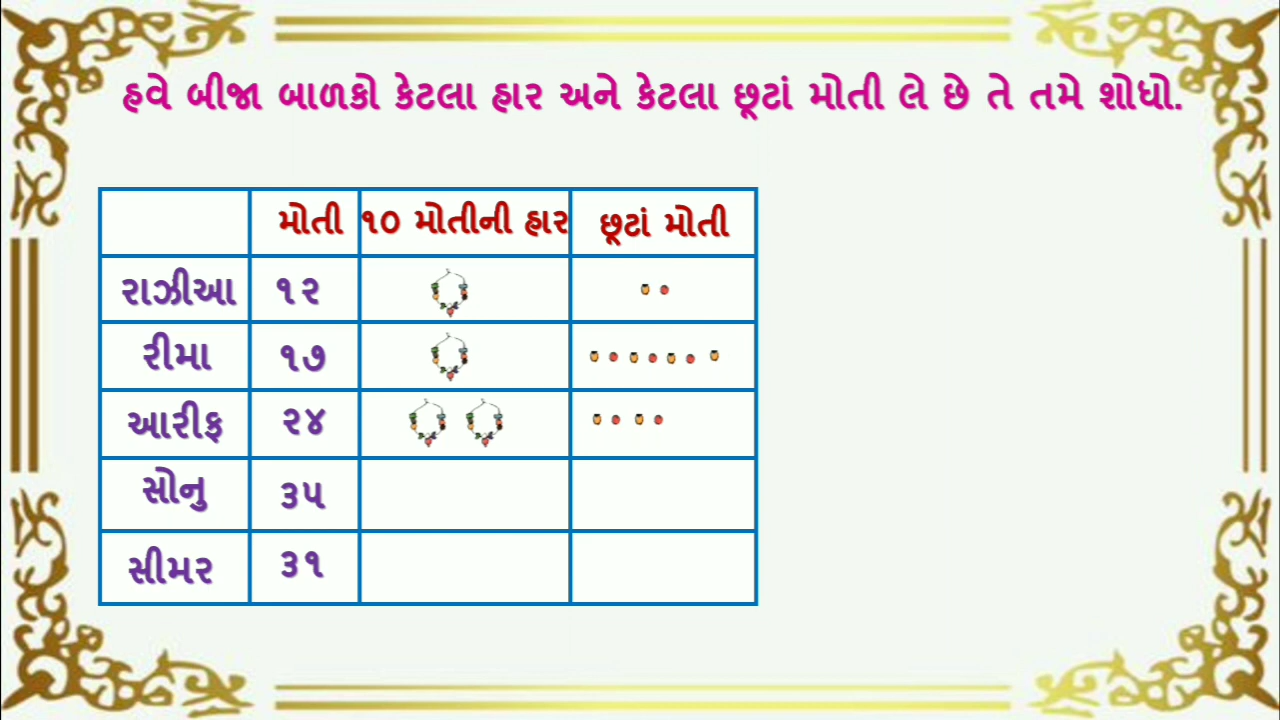 હવે બીજા બાળકો કેટલા હાર અને કેટલા છૂટાં મોતી લે છે તે તમે શોધો.
મોતી ૧૦ મોતીની હાર છૂટાં મોતી
રાઝીઆ ૧૨
રીમા ૧૭
આરીફ ૨૪
સોનુ ૩૫
સીમર ૩૧